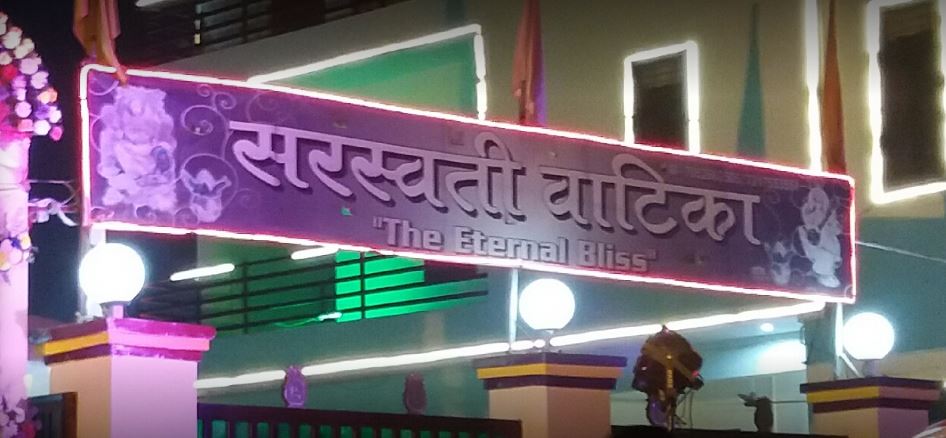 सरस्वती वाटिका
"The Eternal Bliss"